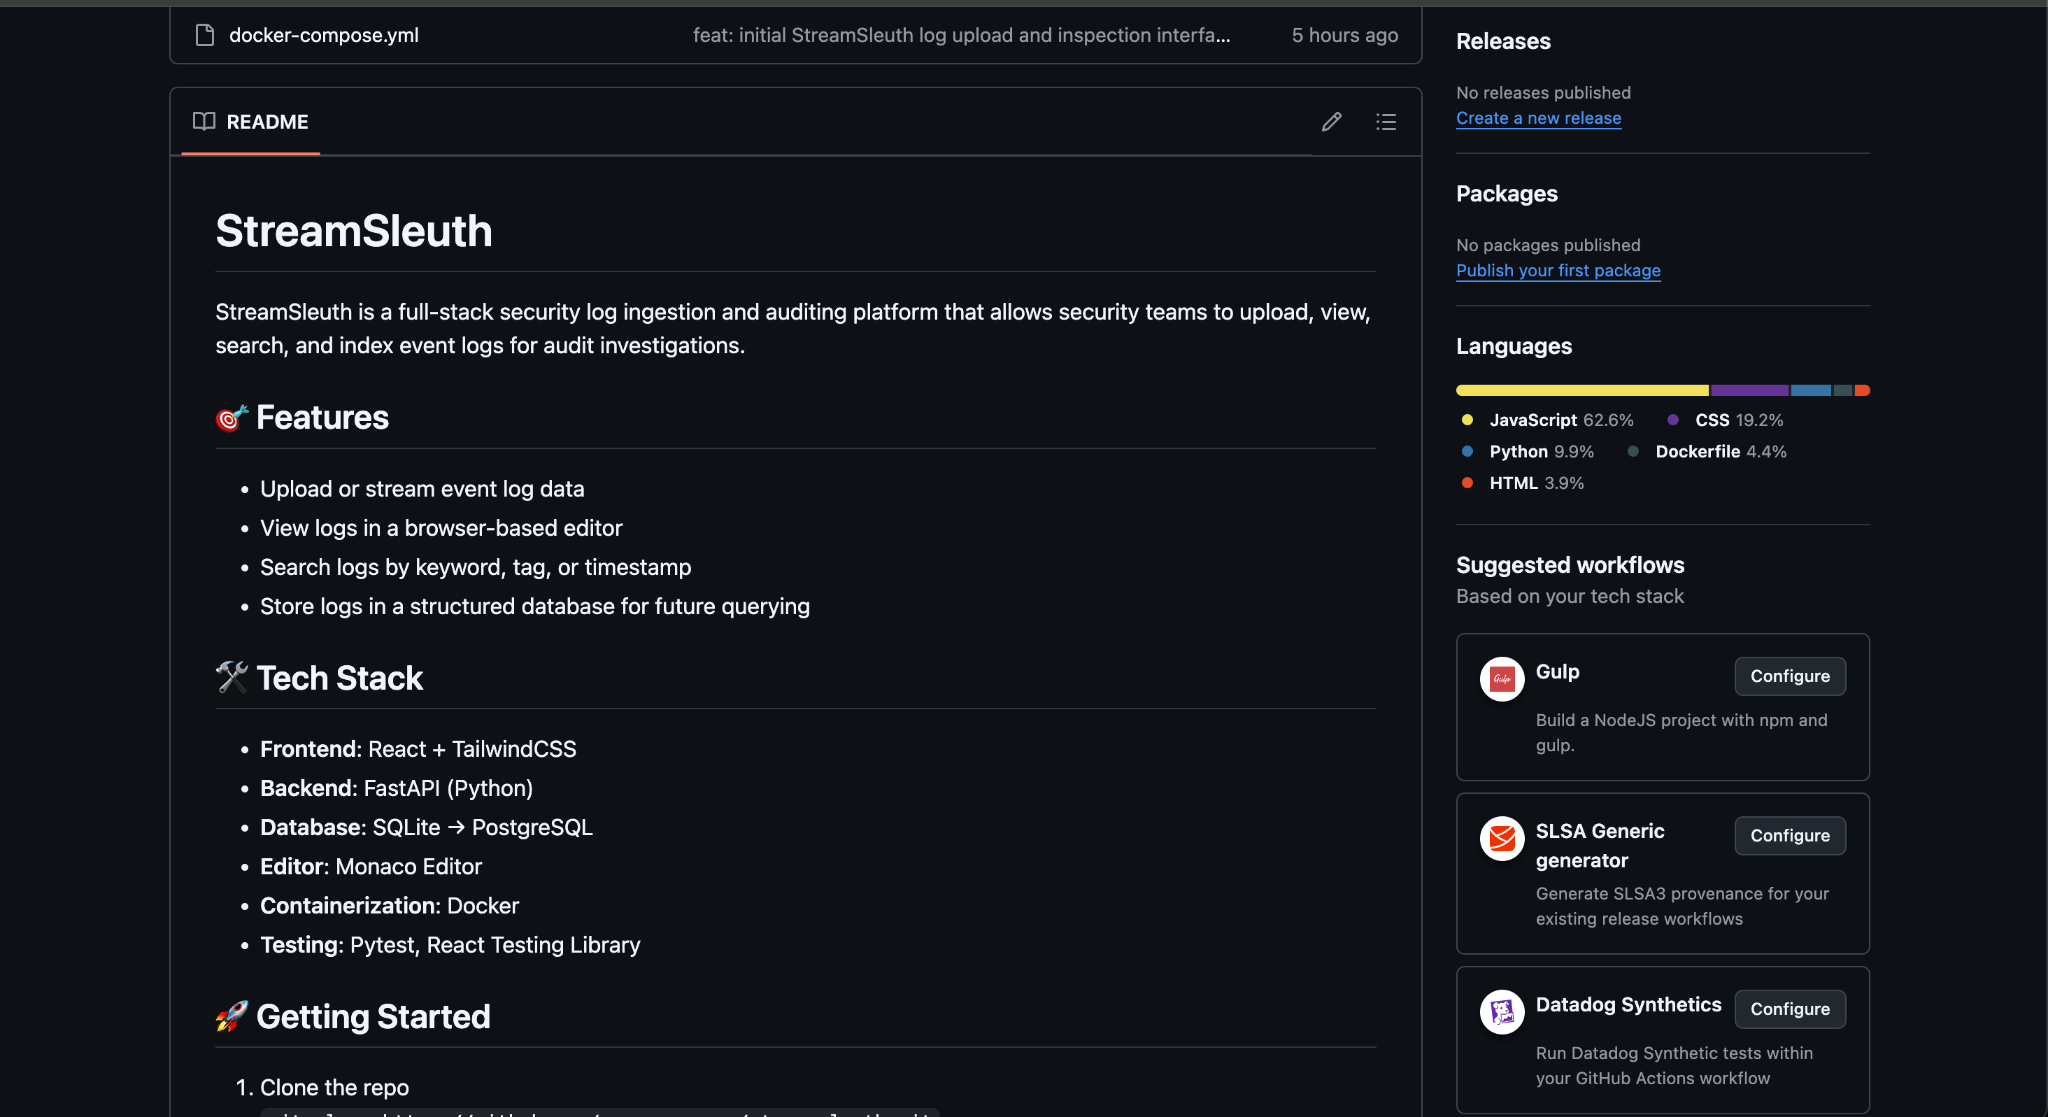 docker-compose.yml feat: initial StreamSleuth log upload and inspection interfa... 5 hours ago
README
StreamSleuth
StreamSleuth is a full-stack security log ingestion and auditing platform that allows security teams to upload, view,
search, and index event logs for audit investigations.
🎯 Features
• Upload or stream event log data
• View logs in a browser-based editor
• Search logs by keyword, tag, or timestamp
• Store logs in a structured database for future querying
🛠️ Tech Stack
• Frontend: React + TailwindCSS
• Backend: FastAPI (Python)
• Database: SQLite → PostgreSQL
• Editor: Monaco Editor
• Containerization: Docker
• Testing: Pytest, React Testing Library
🚀 Getting Started
1. Clone the repo
Releases
No releases published
Create a new release
Packages
No packages published
Publish your first package
Languages
JavaScript 62.6% CSS 19.2%
Python 9.9% Dockerfile 4.4%
HTML 3.9%
Suggested workflows
Based on your tech stack
Gulp
Gulp Configure
Build a NodeJS project with npm and
gulp.
SLSA Generic
generator
Configure
Generate SLSA3 provenance for your
existing release workflows
Datadog Synthetics Configure
Run Datadog Synthetic tests within
your GitHub Actions workflow